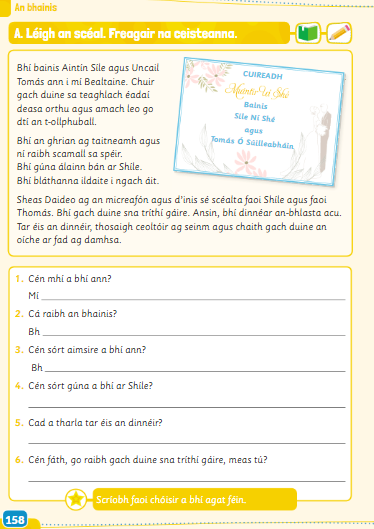 An bhainis
A. Léigh an scéal. Freagair na ceisteanna.
Bhí bainis Aintín Síle agus Uncail
Tomás ann i mí Bealtaine. Chuir
gach duine sa teaghlach éadaí
deasa orthu agus amach leo go
dtí an t-ollphuball.
Bhí an ghrian ag taitneamh agus
ní raibh scamall sa spéir.
Bhí gúna álainn bán ar Shíle.
Bhí bláthanna ildaite i ngach áit.
CUIREADH
Muintir Uí Shé
Bainis
Síle Ní Shé
agus
Tomás Ó Súilleabháin
Sheas Daideo ag an micreafón agus d'inis sé scéalta faoi Shíle agus faoi
Thomás. Bhí gach duine sna tríthí gáire. Ansin, bhí dinnéar an-bhlasta acu.
Tar éis an dinnéir, thosaigh ceoltóir ag seinm agus chaith gach duine an
oíche ar fad ag damhsa.
1. Cén mhí a bhí ann?
Mí
2. Cá raibh an bhainis?
Bh
3. Cén sórt aimsire a bhí ann?
Bh
4. Cén sórt gúna a bhí ar Shíle?
5. Cad a tharla tar éis an dinnéir?
6. Cén fáth, go raibh gach duine sna tríthí gáire, meas tú?
Scríobh faoi chóisir a bhí agat féin.
158